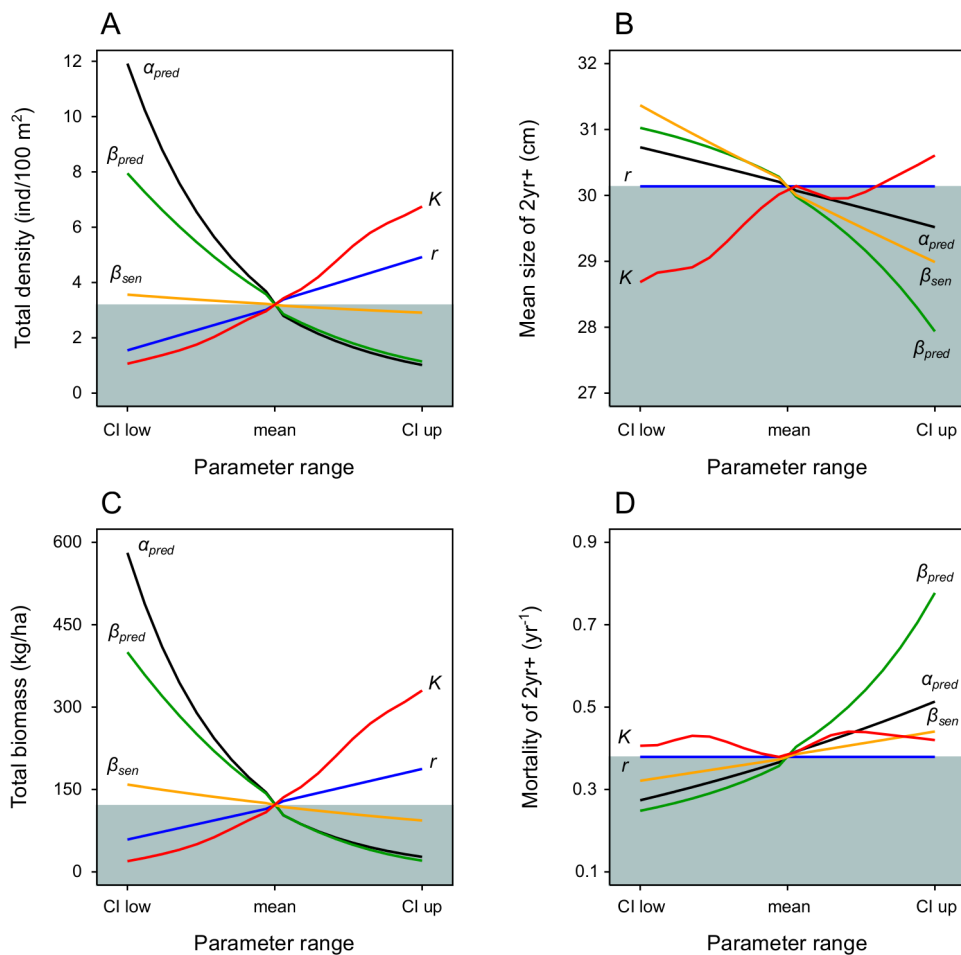 A
Total density (ind/100 m²)
12
10
8
6
4
2
0
α_pred
β_pred
β_sen
K
r
CI low
mean
CI up
Parameter range
B
Mean size of 2yr+ (cm)
32
31
30
29
28
27
r
K
α_pred
β_sen
β_pred
CI low
mean
CI up
Parameter range
C
Total biomass (kg/ha)
600
450
300
150
0
α_pred
β_pred
β_sen
K
r
CI low
mean
CI up
Parameter range
D
Mortality of 2yr+ (yr⁻¹)
0.9
0.7
0.5
0.3
0.1
β_pred
α_pred
β_sen
K
r
CI low
mean
CI up
Parameter range